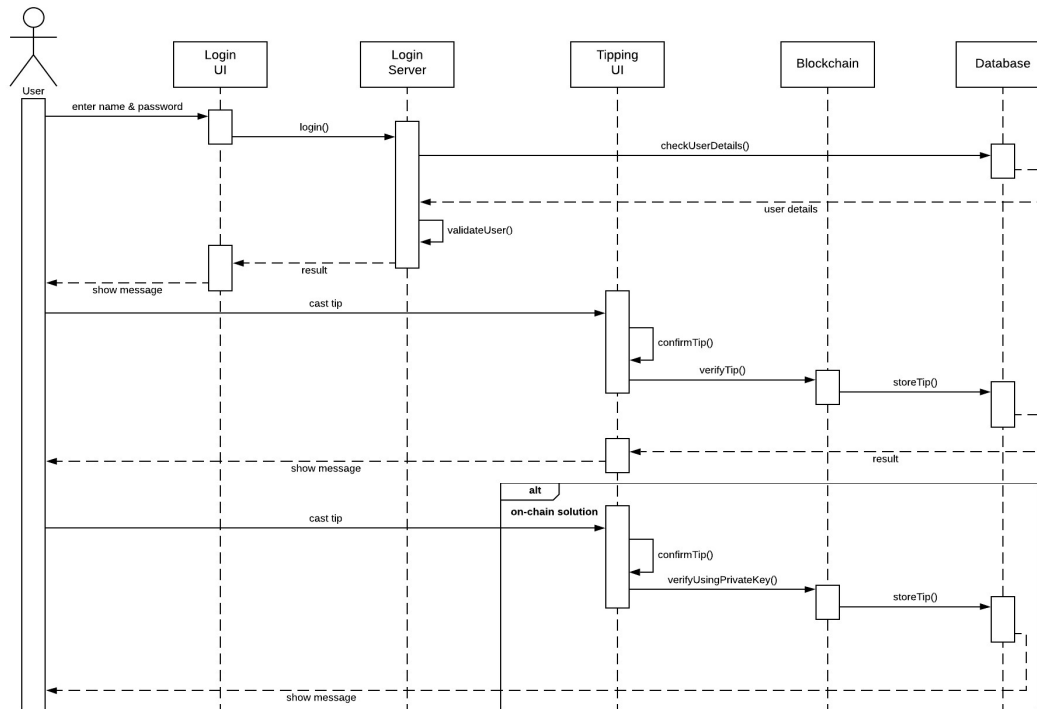 Login
UI
Login
Server
Tipping
UI
Blockchain
Database
User
enter name & password
login()
checkUserDetails()
user details
validateUser()
result
show message
cast tip
confirmTip()
verifyTip()
storeTip()
result
show message
alt
on-chain solution
cast tip
confirmTip()
verifyUsingPrivateKey()
storeTip()
show message